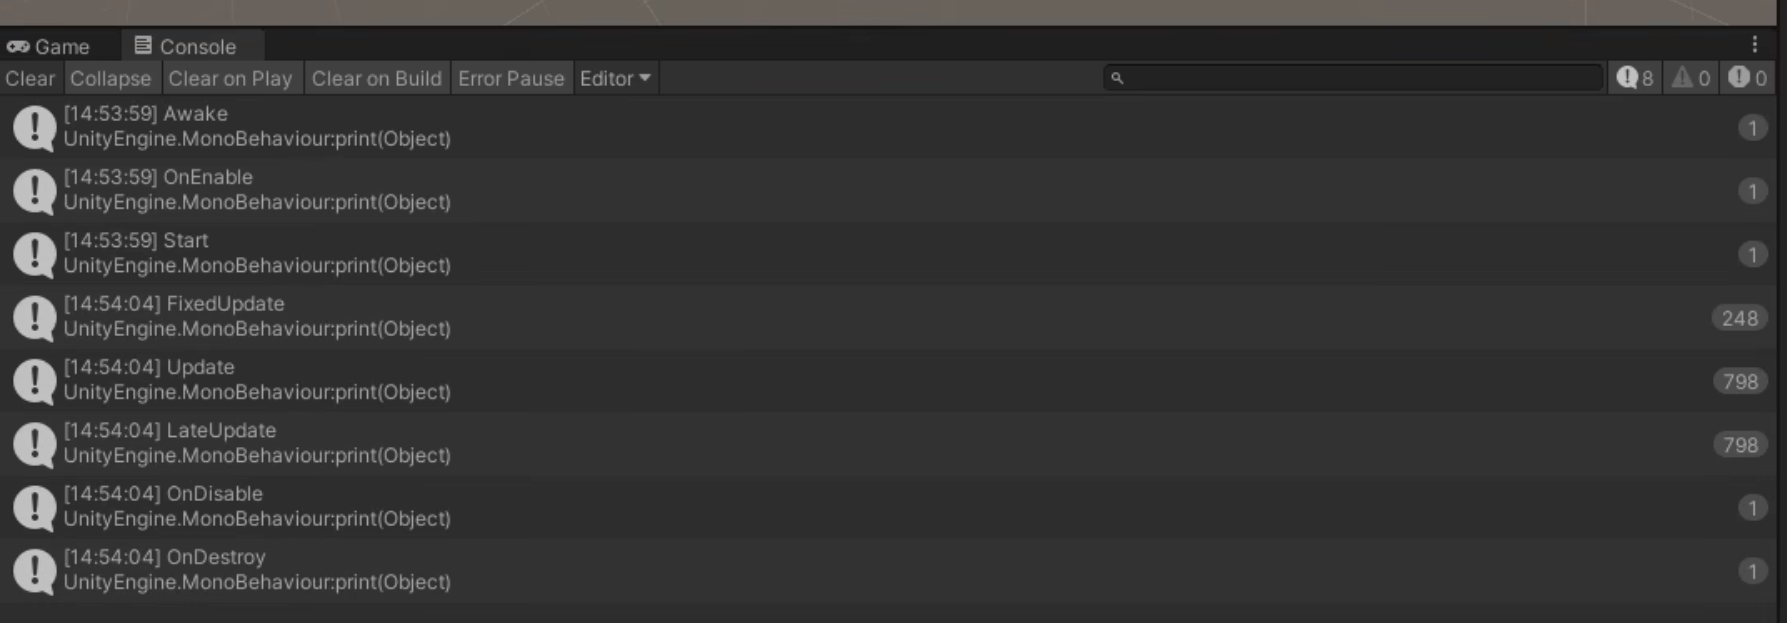 Game Console
Clear Collapse Clear on Play Clear on Build Error Pause Editor 8 0 0
[14:53:59] Awake
UnityEngine.MonoBehaviour:print(Object) 1
[14:53:59] OnEnable
UnityEngine.MonoBehaviour:print(Object) 1
[14:53:59] Start
UnityEngine.MonoBehaviour:print(Object) 1
[14:54:04] FixedUpdate
UnityEngine.MonoBehaviour:print(Object) 248
[14:54:04] Update
UnityEngine.MonoBehaviour:print(Object) 798
[14:54:04] LateUpdate
UnityEngine.MonoBehaviour:print(Object) 798
[14:54:04] OnDisable
UnityEngine.MonoBehaviour:print(Object) 1
[14:54:04] OnDestroy
UnityEngine.MonoBehaviour:print(Object) 1